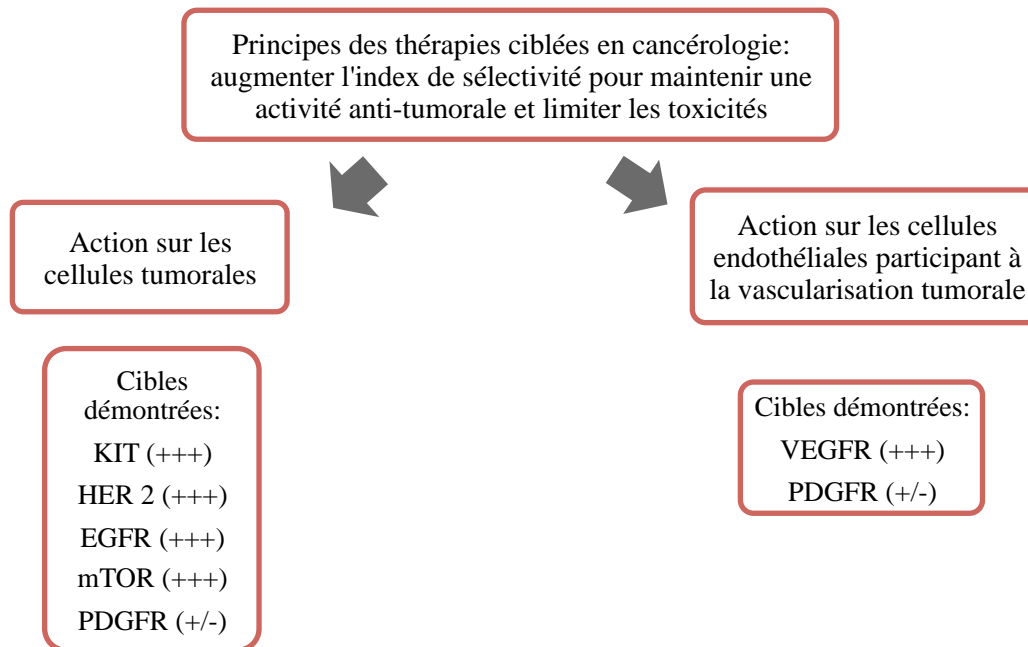 Principes des thérapies ciblées en cancérologie:
augmenter l'index de sélectivité pour maintenir une
activité anti-tumorale et limiter les toxicités
Action sur les
cellules tumorales
Action sur les cellules
endothéliales participant à
la vascularisation tumorale
Cibles
démontrées:
KIT (+++)
HER 2 (+++)
EGFR (+++)
mTOR (+++)
PDGFR (+/-)
Cibles démontrées:
VEGFR (+++)
PDGFR (+/-)